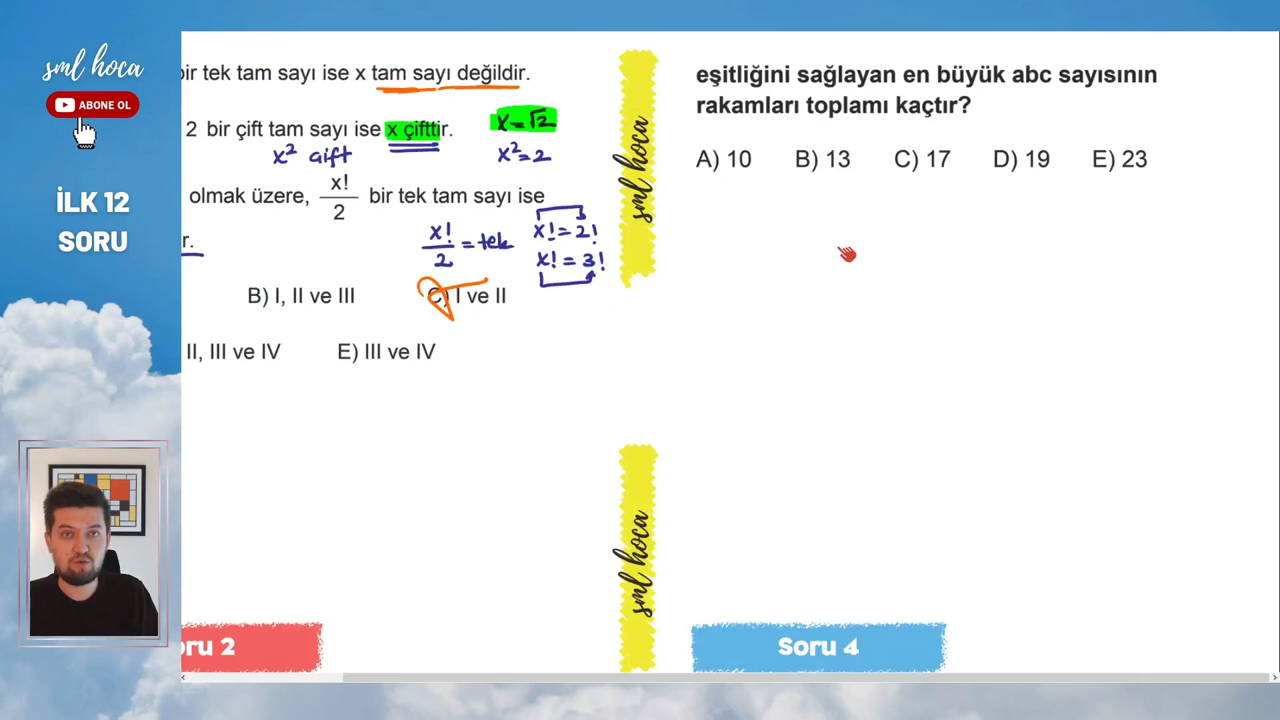 sml hoca
ABONE OL
İLK 12
SORU
bir tek tam sayı ise x tam sayı değildir.
2 bir çift tam sayı ise x çifttir.
x² çift
x = √2
x² = 2
olmak üzere, x!/2 bir tek tam sayı ise
r.
x!/2 = tek
x! = 2!
x! = 3!
B) I, II ve III
C) I ve II
II, III ve IV
E) III ve IV
oru 2
sml hoca
sml hoca
eşitliğini sağlayan en büyük abc sayısının
rakamları toplamı kaçtır?
A) 10 B) 13 C) 17 D) 19 E) 23
Soru 4